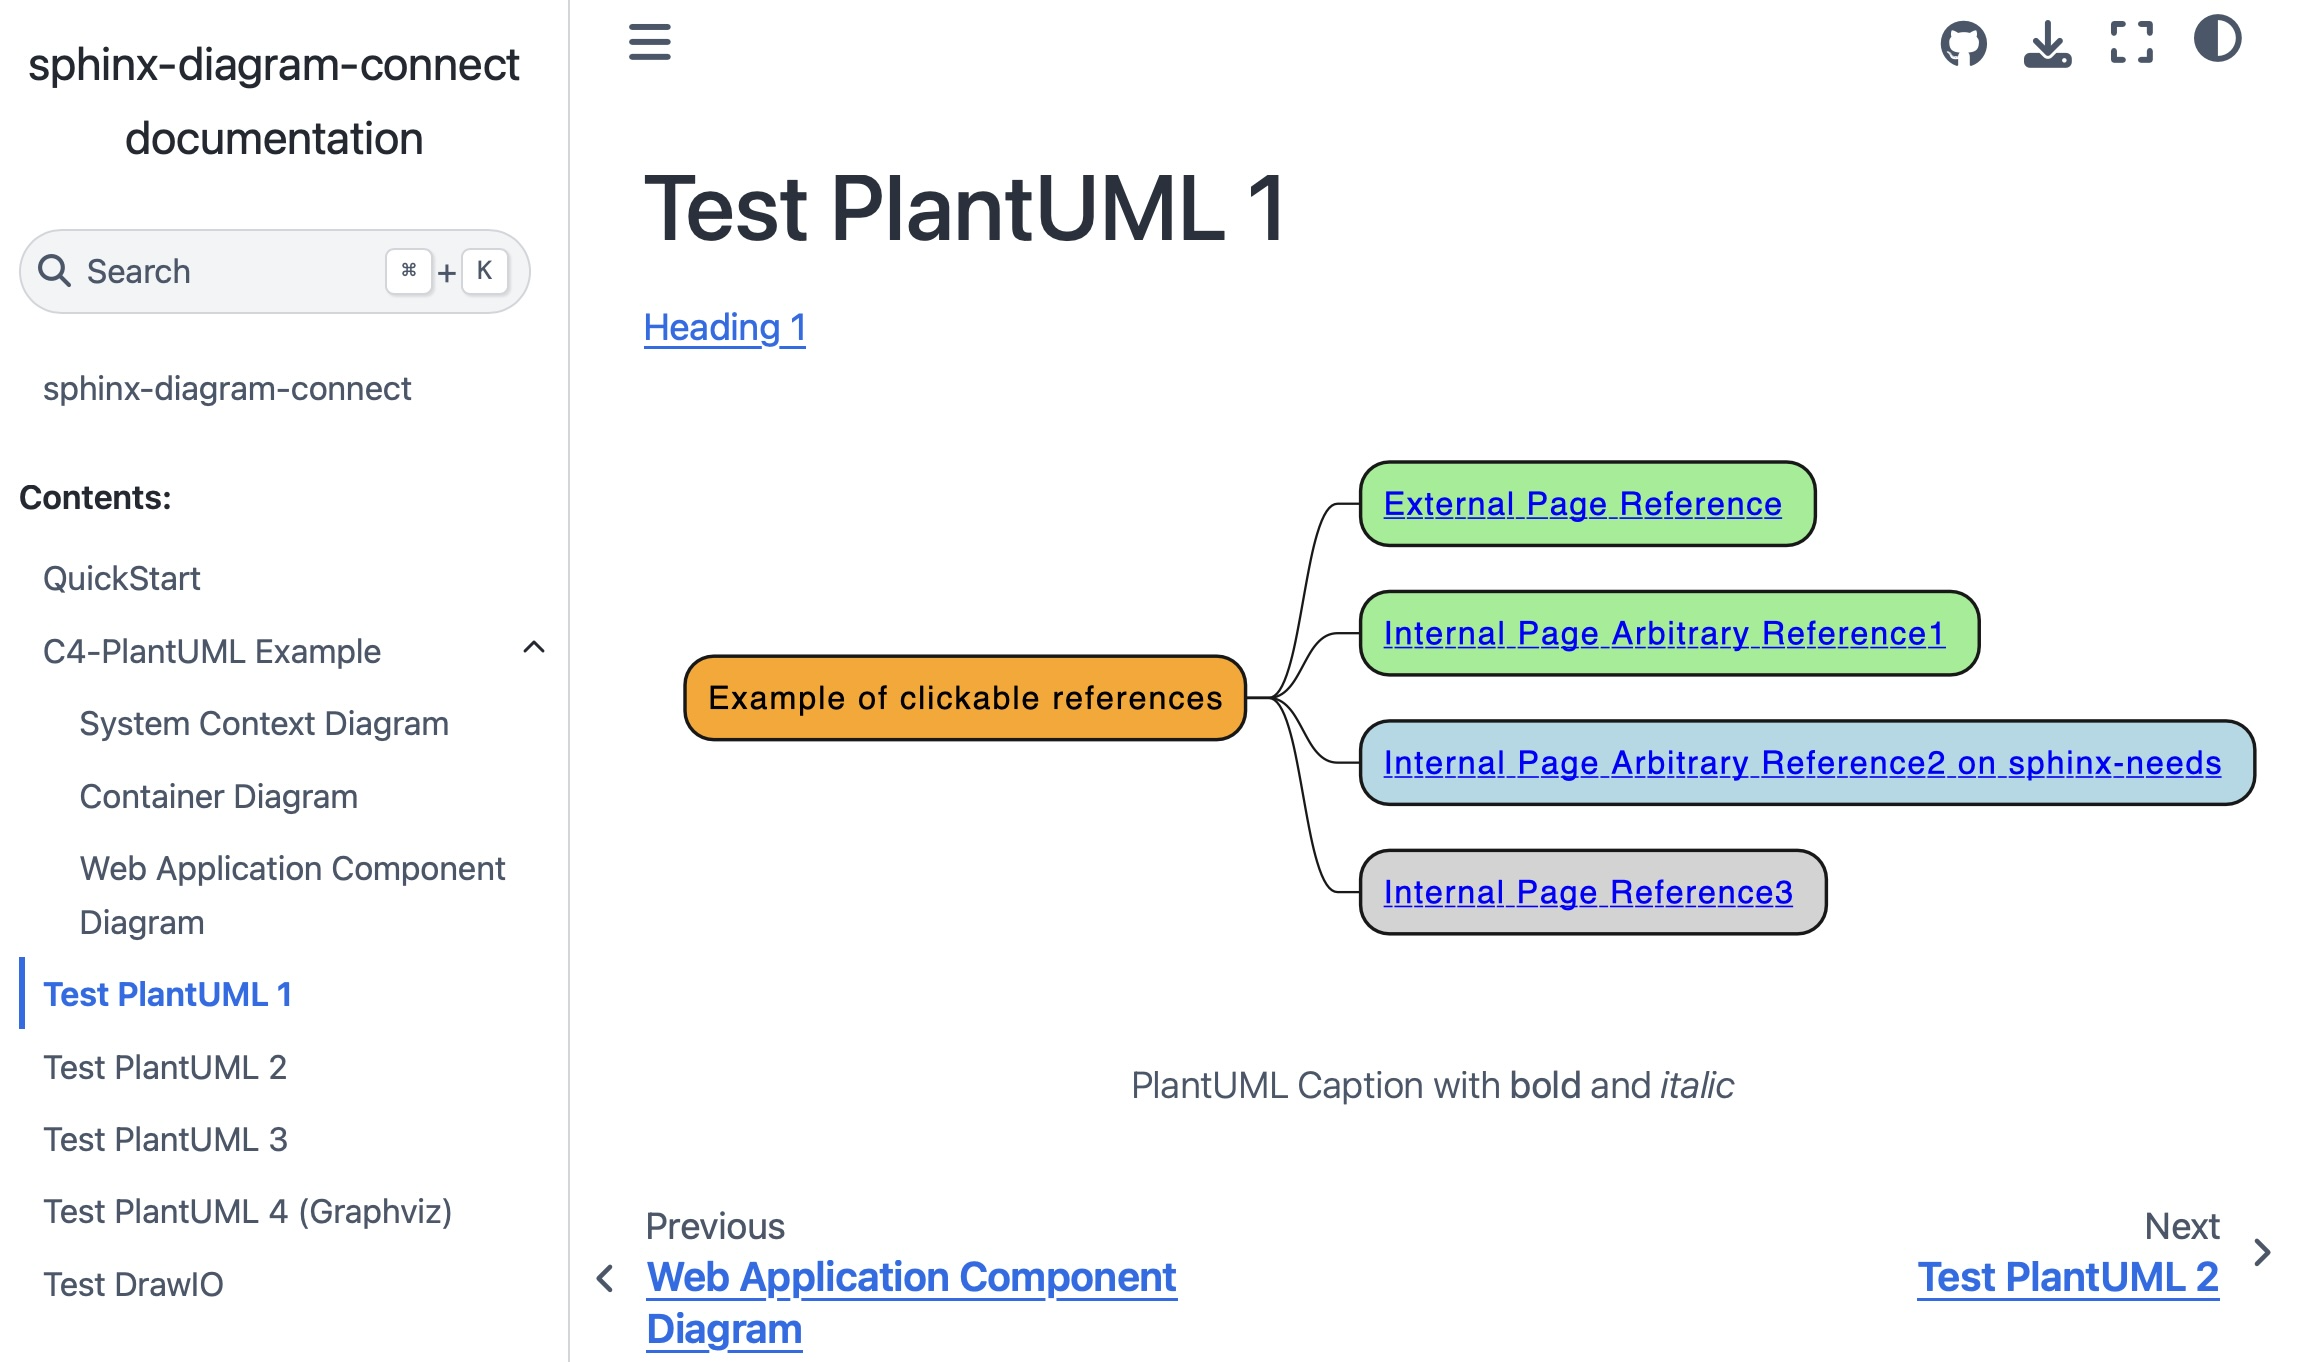 sphinx-diagram-connect
documentation
Search
⌘ + K
sphinx-diagram-connect
Contents:
QuickStart
C4-PlantUML Example
System Context Diagram
Container Diagram
Web Application Component
Diagram
Test PlantUML 1
Test PlantUML 2
Test PlantUML 3
Test PlantUML 4 (Graphviz)
Test DrawIO
Test PlantUML 1
Heading 1
Example of clickable references
External Page Reference
Internal Page Arbitrary Reference1
Internal Page Arbitrary Reference2 on sphinx-needs
Internal Page Reference3
PlantUML Caption with bold and italic
Previous
Web Application Component
Diagram
Next
Test PlantUML 2